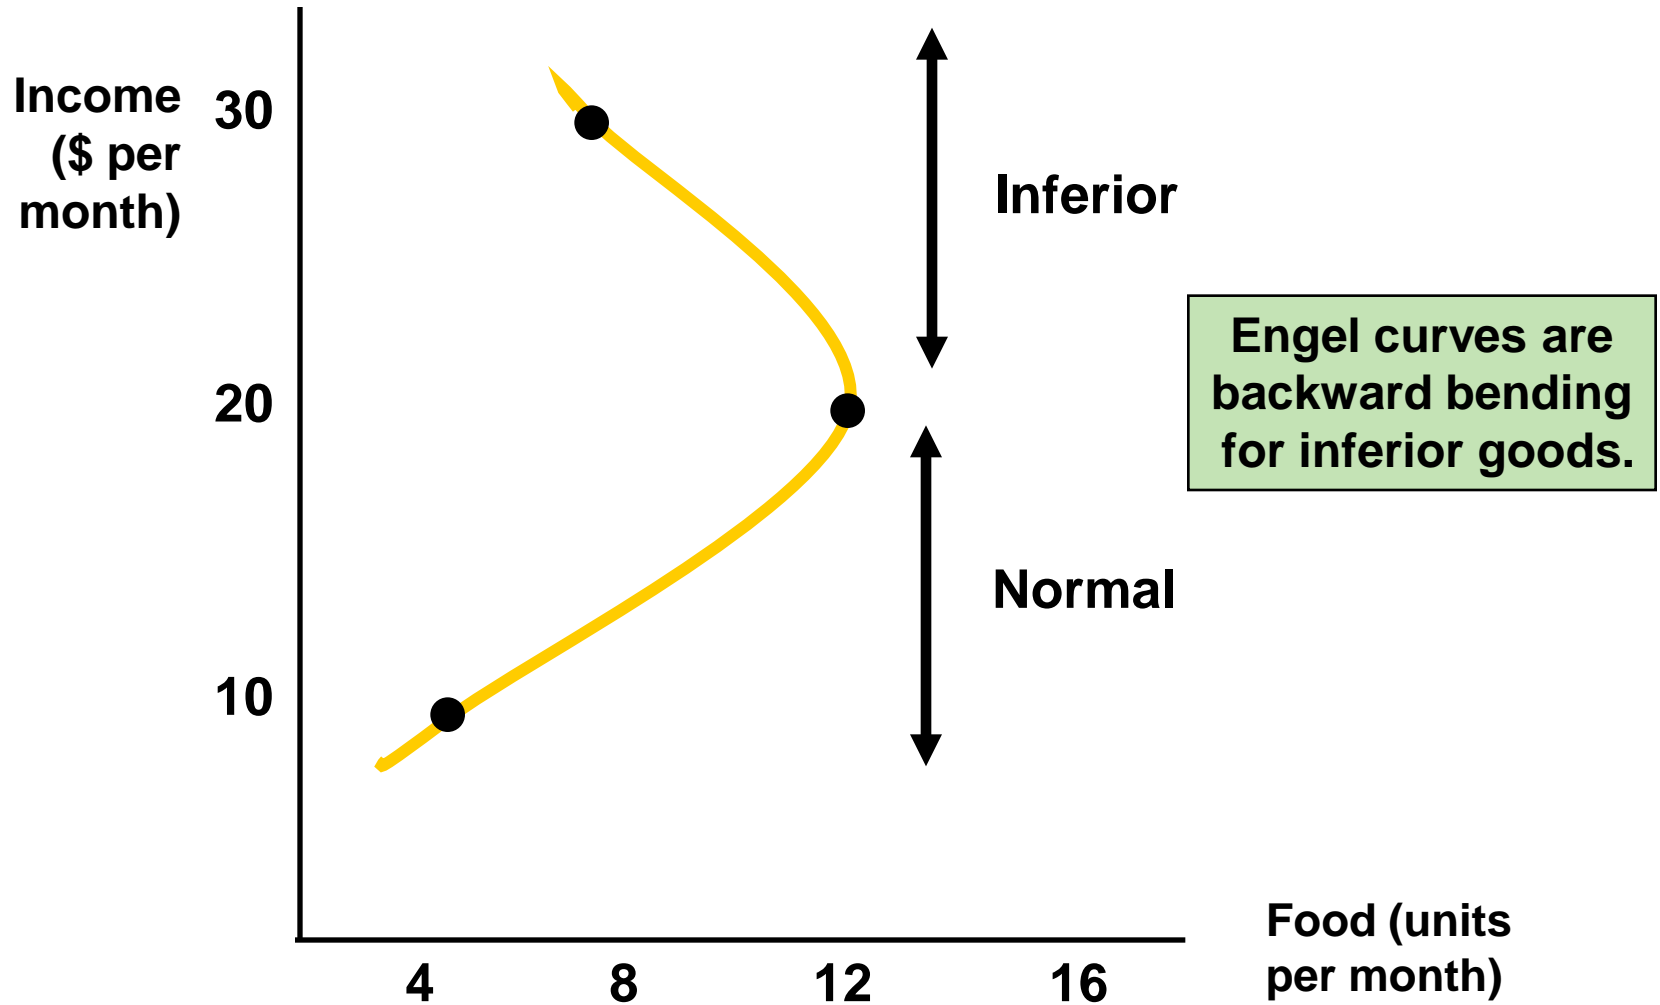 Income
($ per
month)
30
20
10
Inferior
Engel curves are
backward bending
for inferior goods.
Normal
4 8 12 16
Food (units
per month)